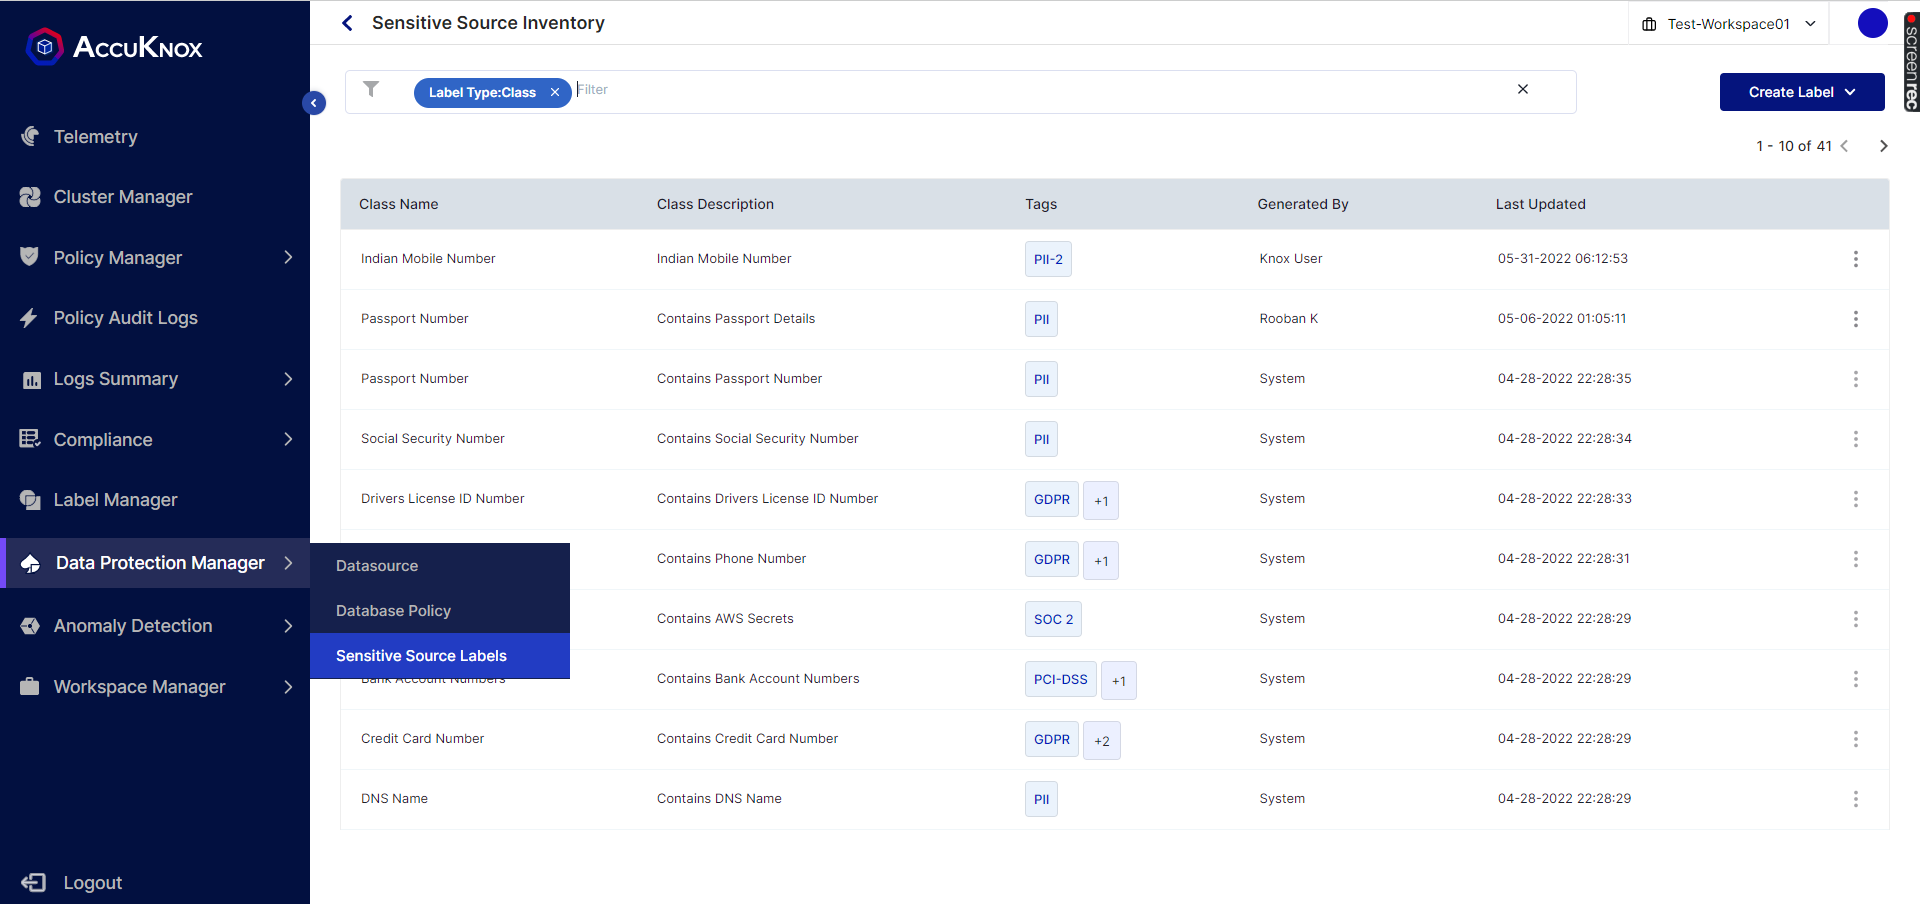 AccuKnox
Sensitive Source Inventory
Test-Workspace01
screenrec
Label Type:Class
Filter
Create Label
1 - 10 of 41
Telemetry
Cluster Manager
Policy Manager
Policy Audit Logs
Logs Summary
Compliance
Label Manager
Data Protection Manager
Anomaly Detection
Workspace Manager
Logout
Datasource
Database Policy
Sensitive Source Labels
Class Name Class Description Tags Generated By Last Updated
Indian Mobile Number Indian Mobile Number PII-2 Knox User 05-31-2022 06:12:53
Passport Number Contains Passport Details PII Rooban K 05-06-2022 01:05:11
Passport Number Contains Passport Number PII System 04-28-2022 22:28:35
Social Security Number Contains Social Security Number PII System 04-28-2022 22:28:34
Drivers License ID Number Contains Drivers License ID Number GDPR +1 System 04-28-2022 22:28:33
Contains Phone Number GDPR +1 System 04-28-2022 22:28:31
Contains AWS Secrets SOC 2 System 04-28-2022 22:28:29
Bank Account Numbers Contains Bank Account Numbers PCI-DSS +1 System 04-28-2022 22:28:29
Credit Card Number Contains Credit Card Number GDPR +2 System 04-28-2022 22:28:29
DNS Name Contains DNS Name PII System 04-28-2022 22:28:29